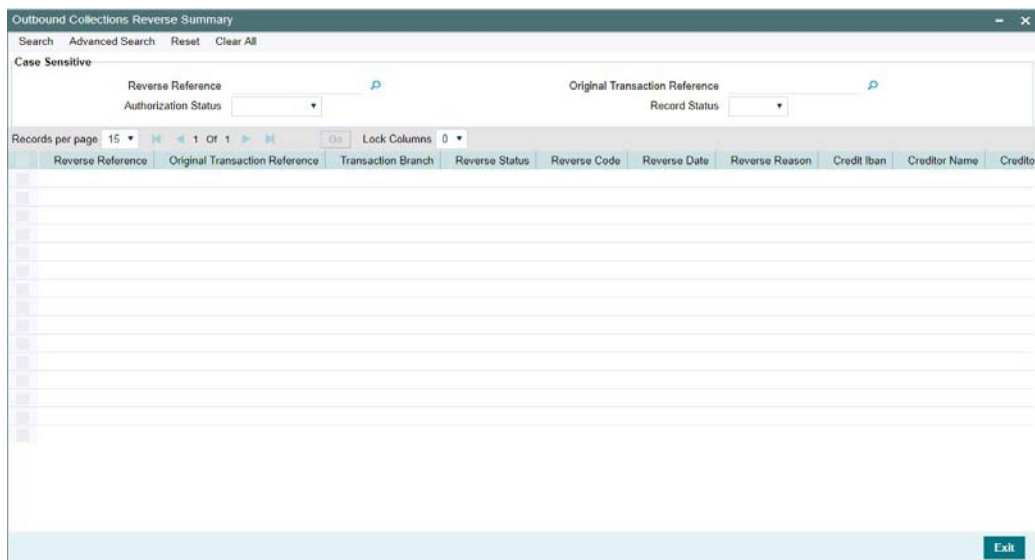 Outbound Collections Reverse Summary
Search Advanced Search Reset Clear All
Case Sensitive
Reverse Reference Original Transaction Reference
Authorization Status Record Status
Records per page 15 1 Of 1 Go Lock Columns 0
Reverse Reference Original Transaction Reference Transaction Branch Reverse Status Reverse Code Reverse Date Reverse Reason Credit Iban Creditor Name Credito
Exit